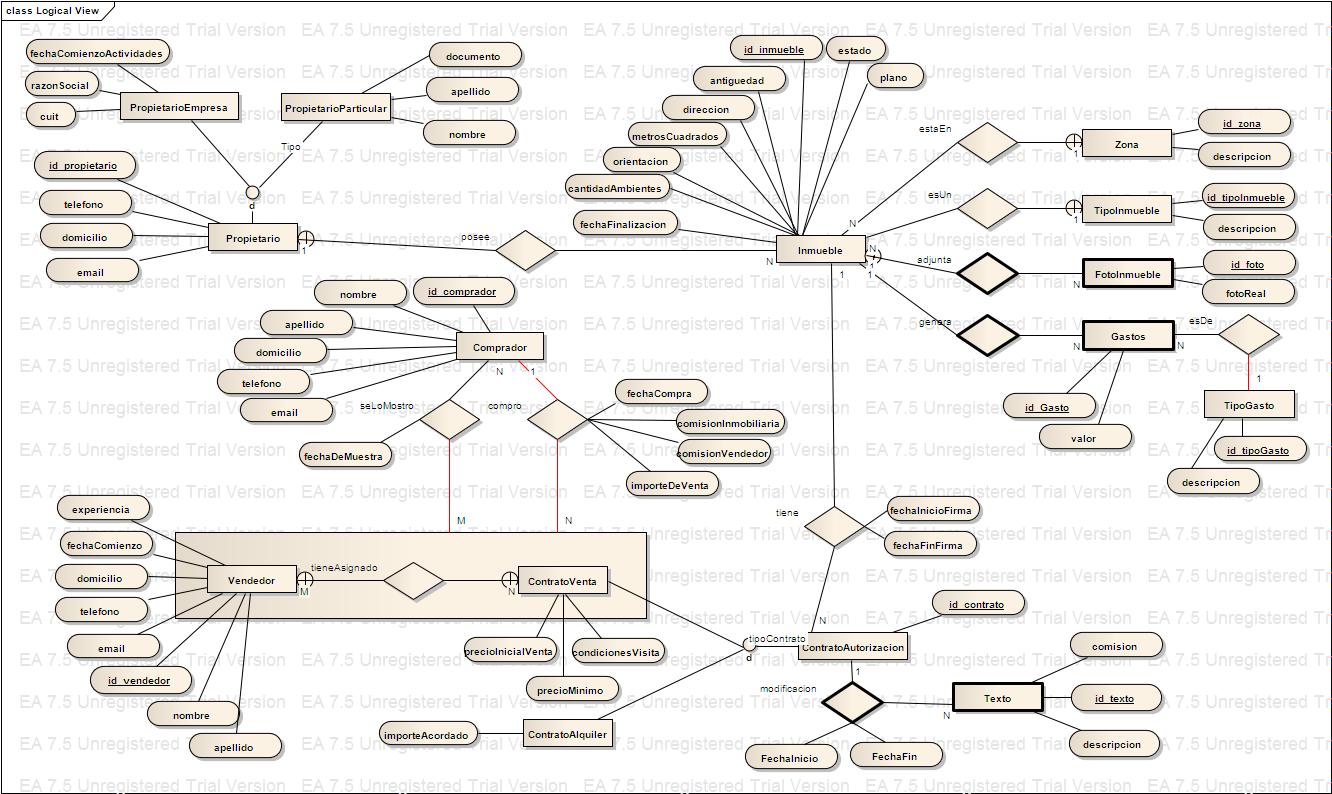 class Logical View
EA 7.5 Unregistered Trial Version
fechaComienzoActividades
razonSocial
cuit
PropietarioEmpresa
PropietarioParticular
documento
apellido
nombre
Tipo
id_propietario
telefono
domicilio
email
d
Propietario
1
posee
id_inmueble
estado
plano
antiguedad
direccion
metrosCuadrados
orientacion
cantidadAmbientes
fechaFinalizacion
Inmueble
N
N
N
1
1
1
estaEn
1
Zona
id_zona
descripcion
esUn
1
TipoInmueble
id_tipoInmueble
descripcion
adjunta
N
FotoInmueble
id_foto
fotoReal
genera
N
Gastos
N
esDe
1
id_Gasto
valor
TipoGasto
id_tipoGasto
descripcion
nombre
id_comprador
apellido
domicilio
telefono
email
Comprador
N
1
seLoMostro
compro
fechaDeMuestra
fechaCompra
comisionInmobiliaria
comisionVendedor
importeDeVenta
M
N
experiencia
fechaComienzo
domicilio
telefono
email
id_vendedor
nombre
apellido
Vendedor
M
tieneAsignado
N
ContratoVenta
precioInicialVenta
condicionesVisita
precioMinimo
tiene
fechaInicioFirma
fechaFinFirma
N
id_contrato
tipoContrato
d
ContratoAutorizacion
1
modificacion
N
Texto
comision
id_texto
descripcion
FechaInicio
FechaFin
importeAcordado
ContratoAlquiler